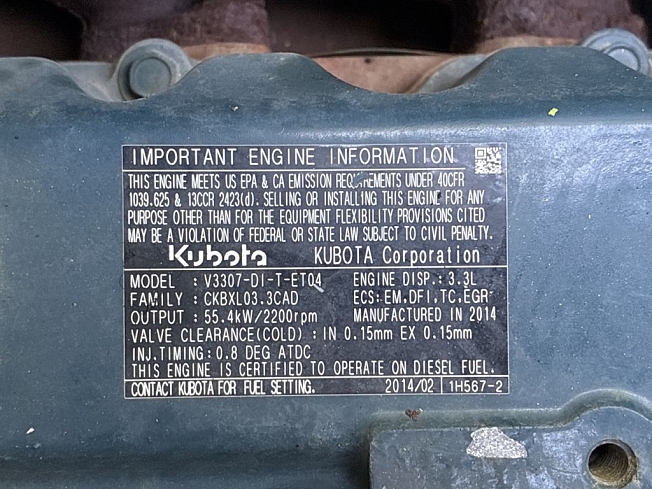 IMPORTANT ENGINE INFORMATION
THIS ENGINE MEETS US EPA & CA EMISSION REQUIREMENTS UNDER 40CFR
1039.625 & 13CCR 2423(d). SELLING OR INSTALLING THIS ENGINE FOR ANY
PURPOSE OTHER THAN FOR THE EQUIPMENT FLEXIBILITY PROVISIONS CITED
MAY BE A VIOLATION OF FEDERAL OR STATE LAW SUBJECT TO CIVIL PENALTY.
Kubota KUBOTA Corporation
MODEL : V3307-DI-T-ET04 ENGINE DISP.: 3.3L
FAMILY : CKBXL03.3CAD ECS: EM,DFI,TC,EGR
OUTPUT : 55.4kW/2200rpm MANUFACTURED IN 2014
VALVE CLEARANCE(COLD) : IN 0.15mm EX 0.15mm
INJ.TIMING: 0.8 DEG ATDC
THIS ENGINE IS CERTIFIED TO OPERATE ON DIESEL FUEL.
CONTACT KUBOTA FOR FUEL SETTING. 2014/02 1H567-2